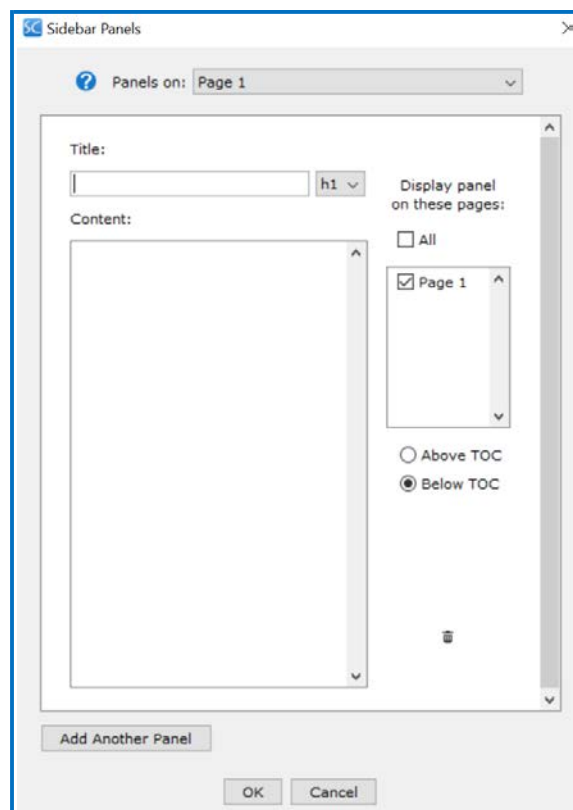 SC Sidebar Panels
? Panels on: Page 1
Title:
h1
Display panel
on these pages:
Content:
All
Page 1
Above TOC
Below TOC
Add Another Panel
OK Cancel